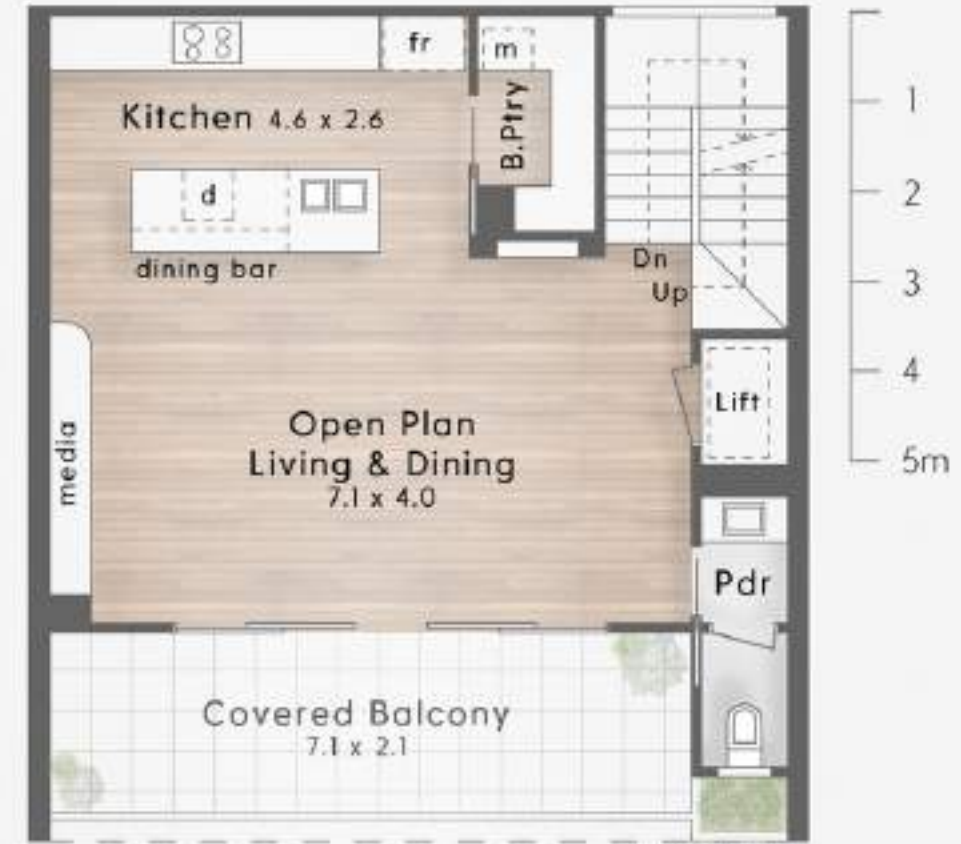 fr
m
B.Ptry
Kitchen 4.6 x 2.6
d
dining bar
Dn
Up
media
Open Plan
Living & Dining
7.1 x 4.0
Lift
Pdr
Covered Balcony
7.1 x 2.1
1
2
3
4
5m